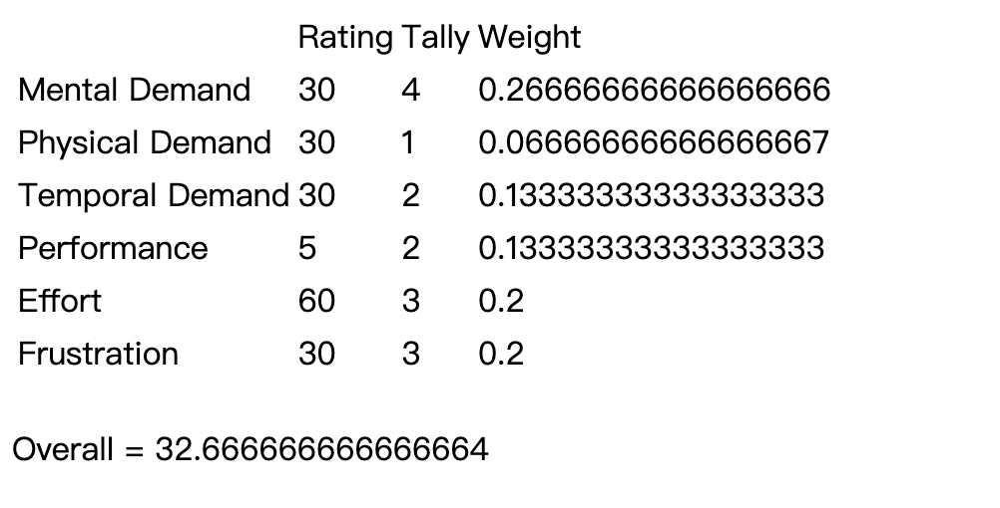 Rating Tally Weight
Mental Demand 30 4 0.26666666666666666
Physical Demand 30 1 0.06666666666666667
Temporal Demand 30 2 0.13333333333333333
Performance 5 2 0.13333333333333333
Effort 60 3 0.2
Frustration 30 3 0.2
Overall = 32.666666666666664